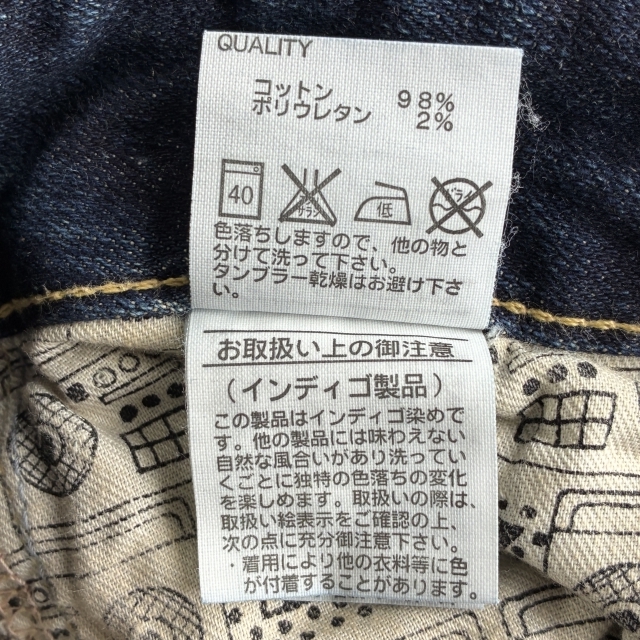 QUALITY
コットン 98%
ポリウレタン 2%
40 エンソ サラシ 低 ドライ
色落ちしますので、他の物と
分けて洗って下さい。
タンブラー乾燥はお避け下さ
い。
お取扱い上の御注意
(インディゴ製品)
この製品はインディゴ染めで
す。他の製品には味わえない
自然な風合いがあり洗ってい
くごとに独特の色落ちの変化
を楽しめます。取扱いの際は、
取扱い絵表示をご確認の上、
次の点に充分御注意下さい。
・着用により他の衣料等に色
が付着することがあります。